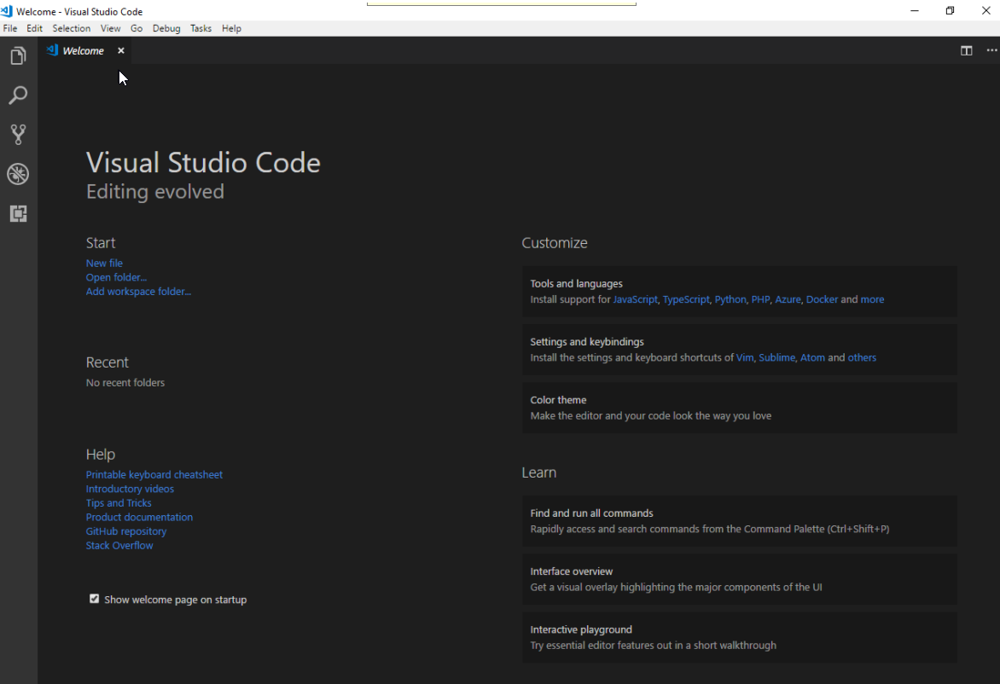 Welcome - Visual Studio Code
File Edit Selection View Go Debug Tasks Help
Welcome
Visual Studio Code
Editing evolved
Start
New file
Open folder...
Add workspace folder...
Recent
No recent folders
Help
Printable keyboard cheatsheet
Introductory videos
Tips and Tricks
Product documentation
GitHub repository
Stack Overflow
Show welcome page on startup
Customize
Tools and languages
Install support for JavaScript, TypeScript, Python, PHP, Azure, Docker and more
Settings and keybindings
Install the settings and keyboard shortcuts of Vim, Sublime, Atom and others
Color theme
Make the editor and your code look the way you love
Learn
Find and run all commands
Rapidly access and search commands from the Command Palette (Ctrl+Shift+P)
Interface overview
Get a visual overlay highlighting the major components of the UI
Interactive playground
Try essential editor features out in a short walkthrough